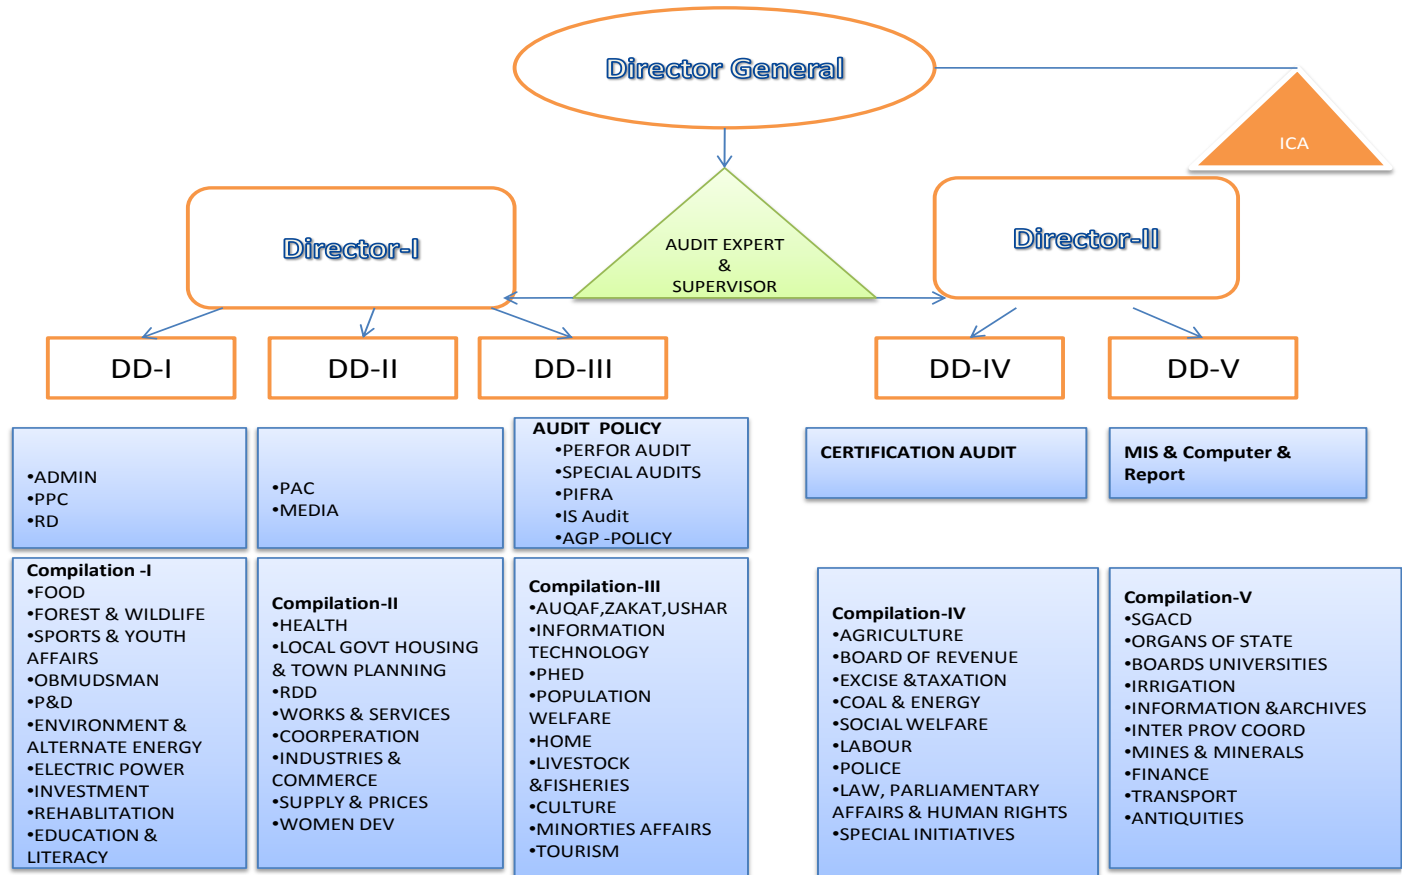 Director General
ICA
Director-I
AUDIT EXPERT
&
SUPERVISOR
Director-II
DD-I
DD-II
DD-III
DD-IV
DD-V
•ADMIN
•PPC
•RD
•PAC
•MEDIA
AUDIT  POLICY
•PERFOR AUDIT
•SPECIAL AUDITS
•PIFRA
•IS Audit
•AGP -POLICY
CERTIFICATION AUDIT
MIS & Computer &
Report
Compilation -I
•FOOD
•FOREST & WILDLIFE
•SPORTS & YOUTH
AFFAIRS
•OBMUDSMAN
•P&D
•ENVIRONMENT &
ALTERNATE ENERGY
•ELECTRIC POWER
•INVESTMENT
•REHABLITATION
•EDUCATION &
LITERACY
Compilation-II
•HEALTH
•LOCAL GOVT HOUSING
& TOWN PLANNING
•RDD
•WORKS & SERVICES
•COORPERATION
•INDUSTRIES &
COMMERCE
•SUPPLY & PRICES
•WOMEN DEV
Compilation-III
•AUQAF,ZAKAT,USHAR
•INFORMATION
TECHNOLOGY
•PHED
•POPULATION
WELFARE
•HOME
•LIVESTOCK
&FISHERIES
•CULTURE
•MINORTIES AFFAIRS
•TOURISM
Compilation-IV
•AGRICULTURE
•BOARD OF REVENUE
•EXCISE &TAXATION
•COAL & ENERGY
•SOCIAL WELFARE
•LABOUR
•POLICE
•LAW, PARLIAMENTARY
AFFAIRS & HUMAN RIGHTS
•SPECIAL INITIATIVES
Compilation-V
•SGACD
•ORGANS OF STATE
•BOARDS UNIVERSITIES
•IRRIGATION
•INFORMATION &ARCHIVES
•INTER PROV COORD
•MINES & MINERALS
•FINANCE
•TRANSPORT
•ANTIQUITIES